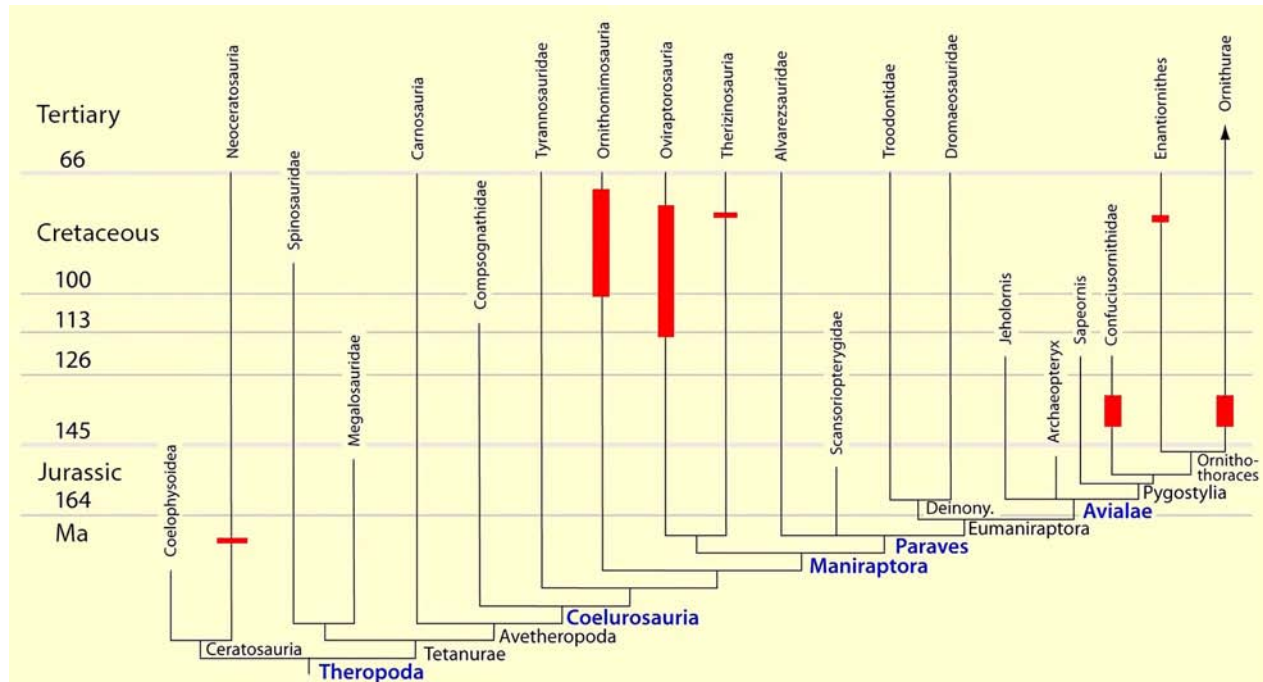 Tertiary
66
Cretaceous
100
113
126
145
Jurassic
164
Ma
Coelophysoidea
Neoceratosauria
Spinosauridae
Megalosauridae
Carnosauria
Compsognathidae
Tyrannosauridae
Ornithomimosauria
Oviraptorosauria
Therizinosauria
Alvarezsauridae
Scansoriopterygidae
Troodontidae
Dromaeosauridae
Jeholornis
Archaeopteryx
Sapeornis
Confuciusornithidae
Enantiornithes
Ornithurae
Ornitho-
thoraces
Pygostylia
Avialae
Deinony.
Eumaniraptora
Paraves
Maniraptora
Coelurosauria
Avetheropoda
Tetanurae
Ceratosauria
Theropoda